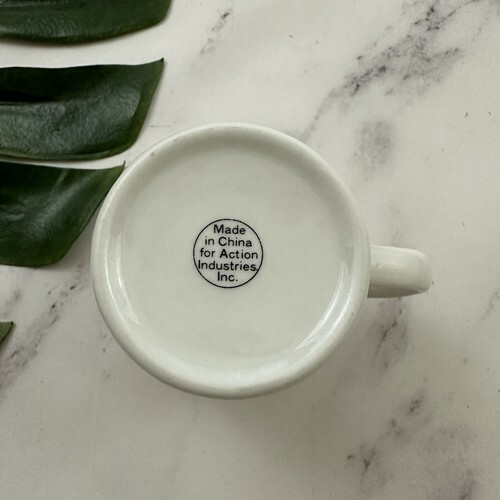 Made
in China
for Action
Industries,
Inc.